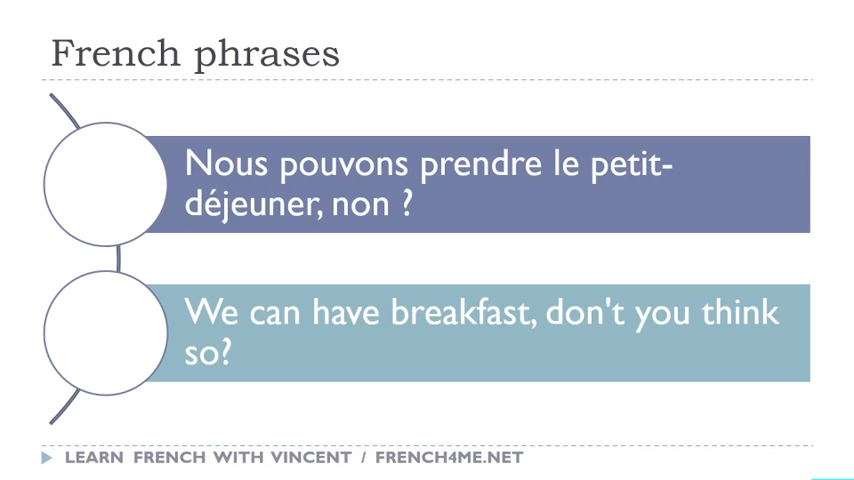 French phrases
Nous pouvons prendre le petit-
déjeuner, non ?
We can have breakfast, don't you think
so?
LEARN FRENCH WITH VINCENT / FRENCH4ME.NET